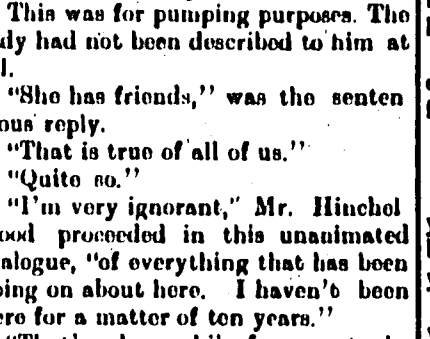 This was for pumping purposes. The
dy had not been described to him at
l.
"She has friends," was the senten
ous reply.
"That is true of all of us."
"Quite so."
"I'm very ignorant," Mr. Hinchel
ood proceeded in this unanimated
alogue, "of everything that has been
oing on about here. I haven't been
ere for a matter of ten years."